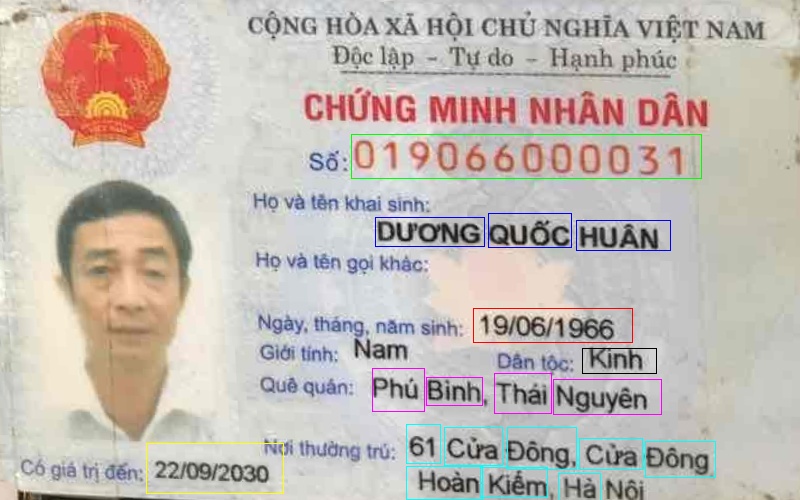 CỘNG HÒA XÃ HỘI CHỦ NGHĨA VIỆT NAM
Độc lập - Tự do - Hạnh phúc
CHỨNG MINH NHÂN DÂN
Số: 019066000031
Họ và tên khai sinh:
DƯƠNG QUỐC HUÂN
Họ và tên gọi khác:
Ngày, tháng, năm sinh: 19/06/1966
Giới tính: Nam Dân tộc: Kinh
Quê quán: Phú Bình, Thái Nguyên
Nơi thường trú: 61 Cửa Đông, Cửa Đông
Hoàn Kiếm, Hà Nội
Có giá trị đến: 22/09/2030